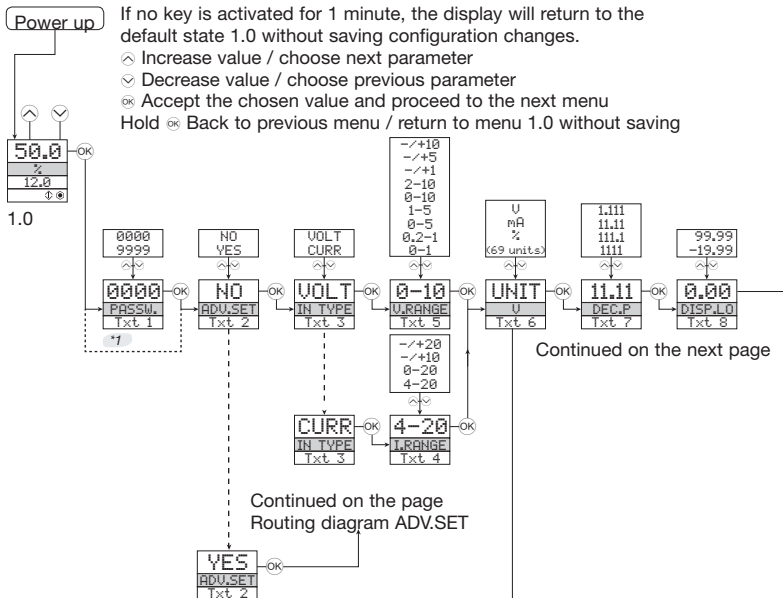 Power up
If no key is activated for 1 minute, the display will return to the
default state 1.0 without saving configuration changes.
Increase value / choose next parameter
Decrease value / choose previous parameter
OK Accept the chosen value and proceed to the next menu
Hold OK Back to previous menu / return to menu 1.0 without saving
50.0
%
12.0
OK
1.0
0000
9999
0000
PASSW.
Txt 1
*1
OK
NO
YES
NO
ADV.SET
Txt 2
OK
VOLT
CURR
VOLT
IN TYPE
Txt 3
OK
-/+10
-/+5
-/+1
2-10
0-10
1-5
0-5
0.2-1
0-1
0-10
V.RANGE
Txt 5
OK
V
mA
%
(69 units)
UNIT
V
Txt 6
OK
1.111
11.11
111.1
1111
11.11
DEC.P
Txt 7
OK
99.99
-19.99
0.00
DISP.LO
Txt 8
Continued on the next page
-/+20
-/+10
0-20
4-20
CURR
IN TYPE
Txt 3
OK
4-20
I.RANGE
Txt 4
OK
Continued on the page
Routing diagram ADV.SET
YES
ADV.SET
Txt 2
OK